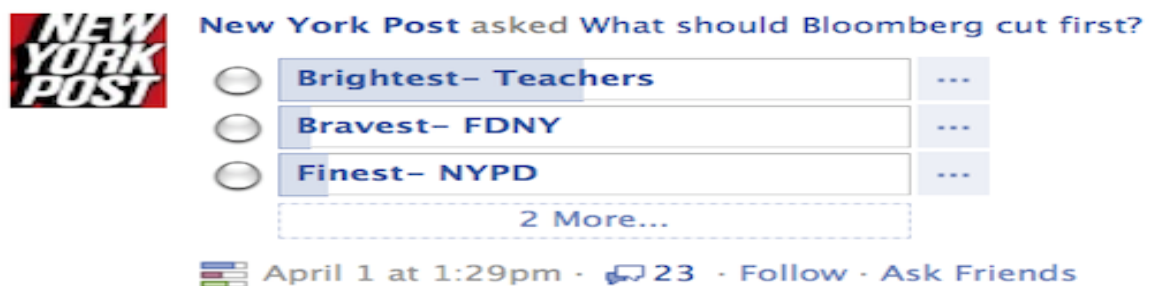 NEW
YORK
POST
New York Post asked What should Bloomberg cut first?
Brightest– Teachers ...
Bravest– FDNY ...
Finest– NYPD ...
2 More...
April 1 at 1:29pm · 23 · Follow · Ask Friends